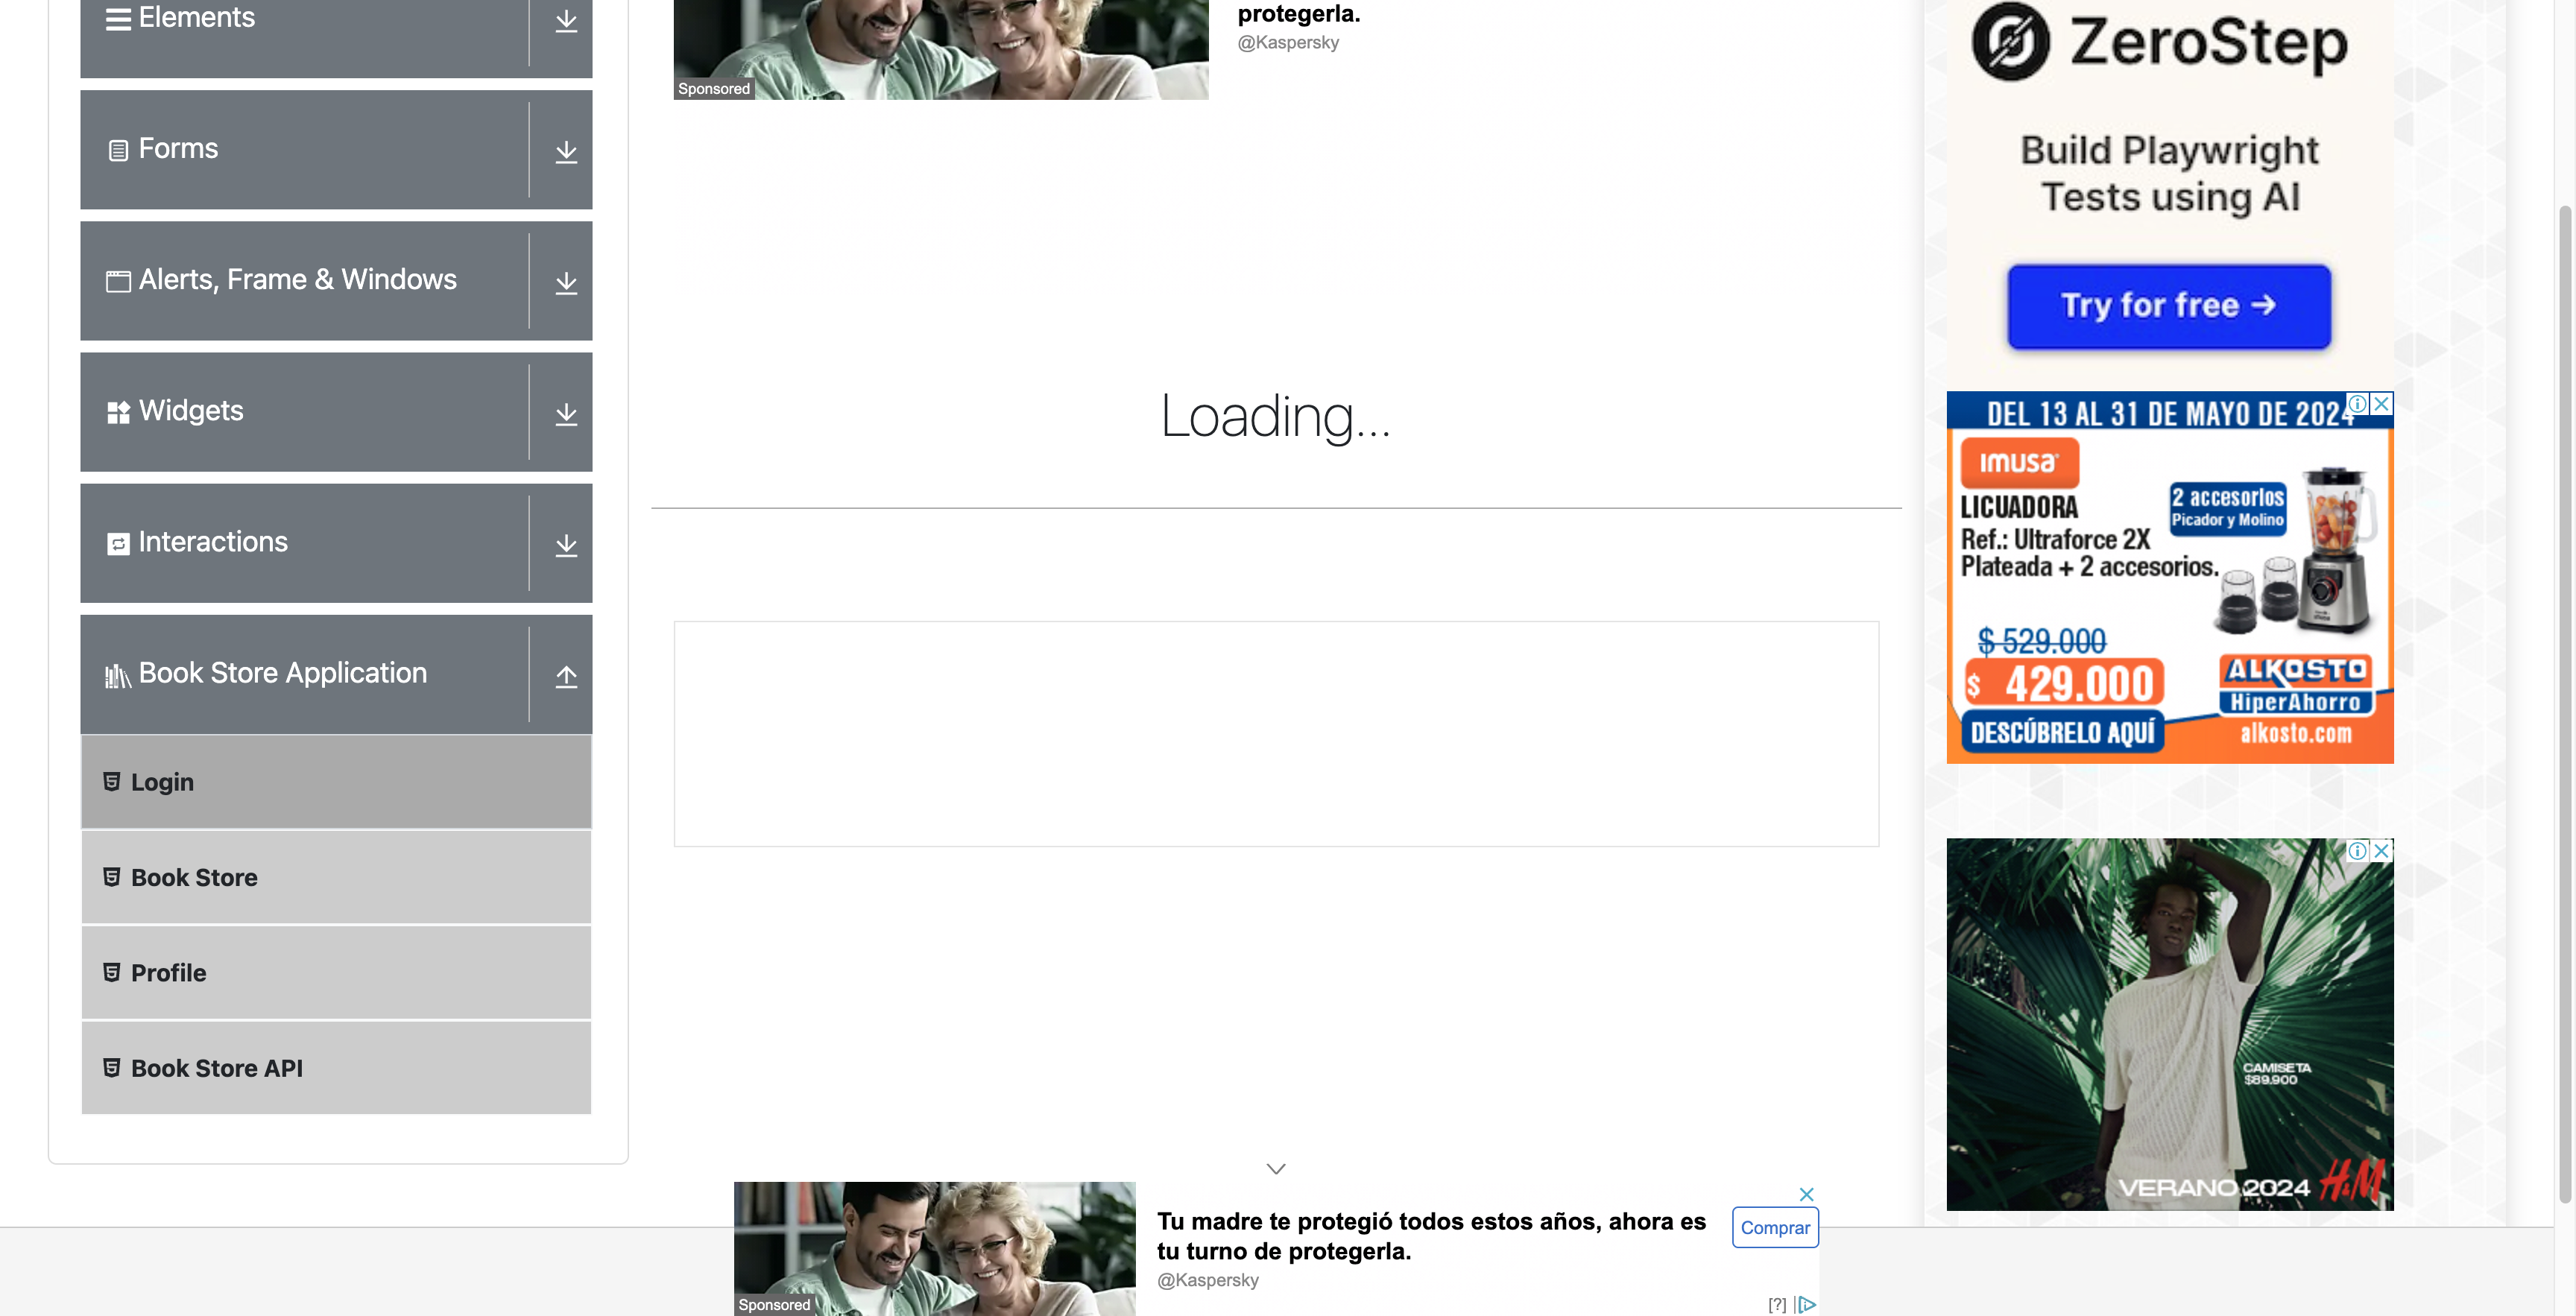 Elements
Forms
Alerts, Frame & Windows
Widgets
Interactions
Book Store Application
Login
Book Store
Profile
Book Store API
protegerla.
@Kaspersky
Sponsored
Loading...
Tu madre te protegió todos estos años, ahora es
tu turno de protegerla.
@Kaspersky
Comprar
Sponsored
[?]
ZeroStep
Build Playwright
Tests using AI
Try for free →
DEL 13 AL 31 DE MAYO DE 2024
IMUSA
LICUADORA
Ref.: Ultraforce 2X
Plateada + 2 accesorios.
2 accesorios
Picador y Molino
$ 529.000
$ 429.000
DESCÚBRELO AQUÍ
ALKOSTO
HiperAhorro
alkosto.com
CAMISETA
$89.900
VERANO 2024 H&M